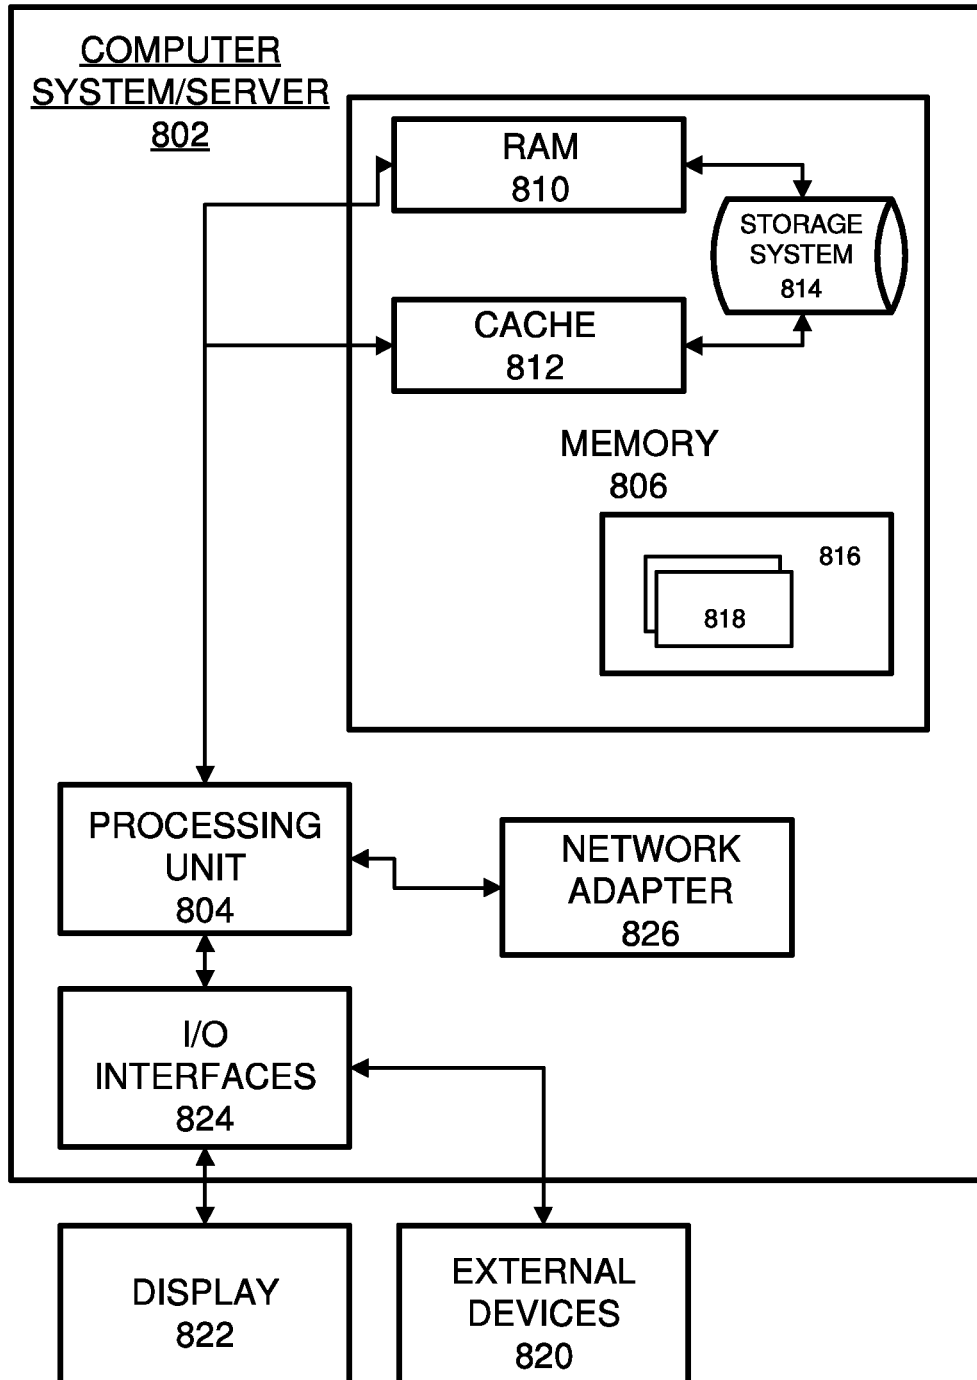 COMPUTER
SYSTEM/SERVER
802
RAM
810
STORAGE
SYSTEM
814
CACHE
812
MEMORY
806
816
818
PROCESSING
UNIT
804
NETWORK
ADAPTER
826
I/O
INTERFACES
824
DISPLAY
822
EXTERNAL
DEVICES
820